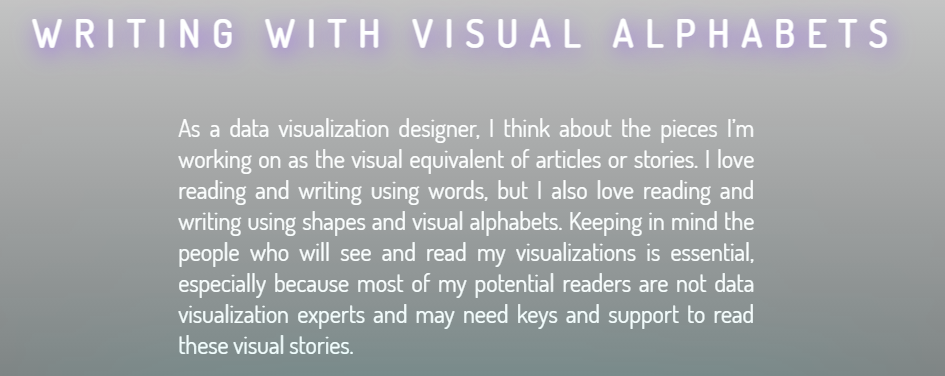 WRITING WITH VISUAL ALPHABETS
As a data visualization designer, I think about the pieces I'm
working on as the visual equivalent of articles or stories. I love
reading and writing using words, but I also love reading and
writing using shapes and visual alphabets. Keeping in mind the
people who will see and read my visualizations is essential,
especially because most of my potential readers are not data
visualization experts and may need keys and support to read
these visual stories.